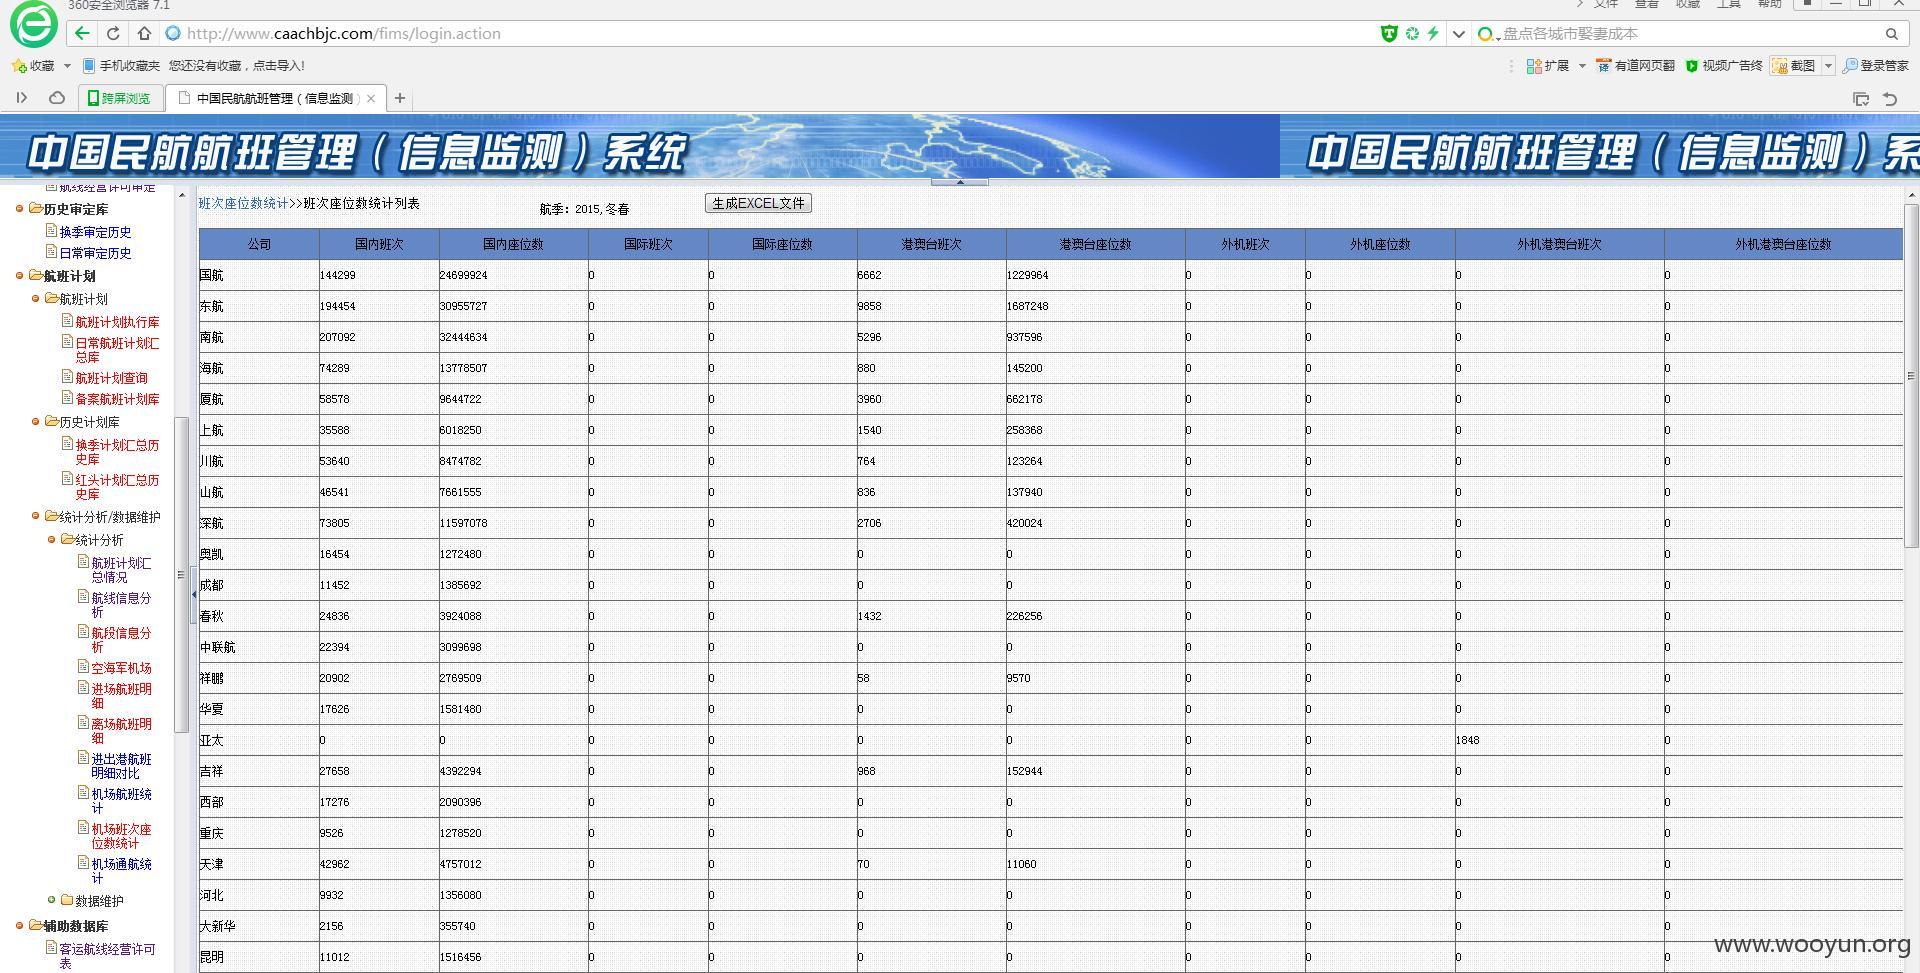 360安全浏览器 7.1
文件 查看 收藏 工具 帮助
http://www.caachbjc.com/fims/login.action
盘点各城市娶妻成本
收藏 手机收藏夹 您还没有收藏，点击导入!
扩展 有道网页翻 视频广告终 截图 登录管家
跨屏浏览 中国民航航班管理（信息监测）
中国民航航班管理（信息监测）系统 中国民航航班管理（信息监测）系
航线经营许可审定
历史审定库
换季审定历史
日常审定历史
航班计划
航班计划
航班计划执行库
日常航班计划汇
总库
航班计划查询
备案航班计划库
历史计划库
换季计划汇总历
史库
红头计划汇总历
史库
统计分析/数据维护
统计分析
航班计划汇
总情况
航线信息分
析
航段信息分
析
空海军机场
进场航班明
细
离场航班明
细
进出港航班
明细对比
机场航班统
计
机场班次座
位数统计
机场通航统
计
数据维护
辅助数据库
客运航线经营许可
表
班次座位数统计>>班次座位数统计列表 航季：2015,冬春 生成EXCEL文件
公司 国内班次 国内座位数 国际班次 国际座位数 港澳台班次 港澳台座位数 外机班次 外机座位数 外机港澳台班次 外机港澳台座位数
国航 144299 24699924 0 0 6662 1229964 0 0 0 0
东航 194454 30955727 0 0 9858 1687248 0 0 0 0
南航 207092 32444634 0 0 5296 937596 0 0 0 0
海航 74289 13778507 0 0 880 145200 0 0 0 0
厦航 58578 9644722 0 0 3960 662178 0 0 0 0
上航 35588 6018250 0 0 1540 258368 0 0 0 0
川航 53640 8474782 0 0 764 123264 0 0 0 0
山航 46541 7661555 0 0 836 137940 0 0 0 0
深航 73805 11597078 0 0 2706 420024 0 0 0 0
奥凯 16454 1272480 0 0 0 0 0 0 0 0
成都 11452 1385692 0 0 0 0 0 0 0 0
春秋 24836 3924088 0 0 1432 226256 0 0 0 0
中联航 22394 3099698 0 0 0 0 0 0 0 0
祥鹏 20902 2769509 0 0 58 9570 0 0 0 0
华夏 17626 1581480 0 0 0 0 0 0 0 0
亚太 0 0 0 0 0 0 0 0 1848 0
吉祥 27658 4392294 0 0 968 152944 0 0 0 0
西部 17276 2090396 0 0 0 0 0 0 0 0
重庆 9526 1278520 0 0 0 0 0 0 0 0
天津 42962 4757012 0 0 70 11060 0 0 0 0
河北 9932 1356080 0 0 0 0 0 0 0 0
大新华 2156 355740 0 0 0 0 0 0 0 0
昆明 11012 1516456 0 0 0 0 0 0 0 0
www.wooyun.org